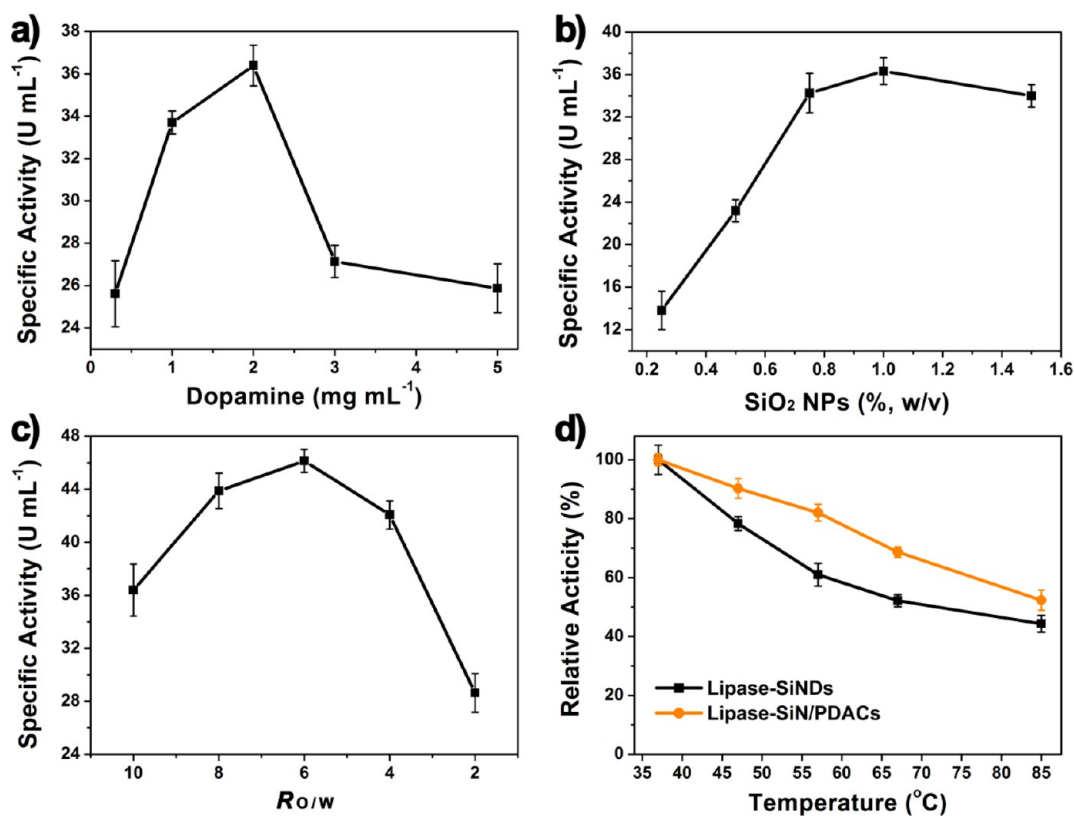 a)
Specific Activity (U mL⁻¹)
38
36
34
32
30
28
26
24
0 1 2 3 4 5
Dopamine (mg mL⁻¹)
b)
Specific Activity (U mL⁻¹)
40
36
32
28
24
20
16
12
0.2 0.4 0.6 0.8 1.0 1.2 1.4 1.6
SiO₂ NPs (%, w/v)
c)
Specific Activity (U mL⁻¹)
48
44
40
36
32
28
24
10 8 6 4 2
R O/W
d)
Relative Acticity (%)
100
80
60
40
20
0
Lipase-SiNDs
Lipase-SiN/PDACs
35 40 45 50 55 60 65 70 75 80 85
Temperature (°C)